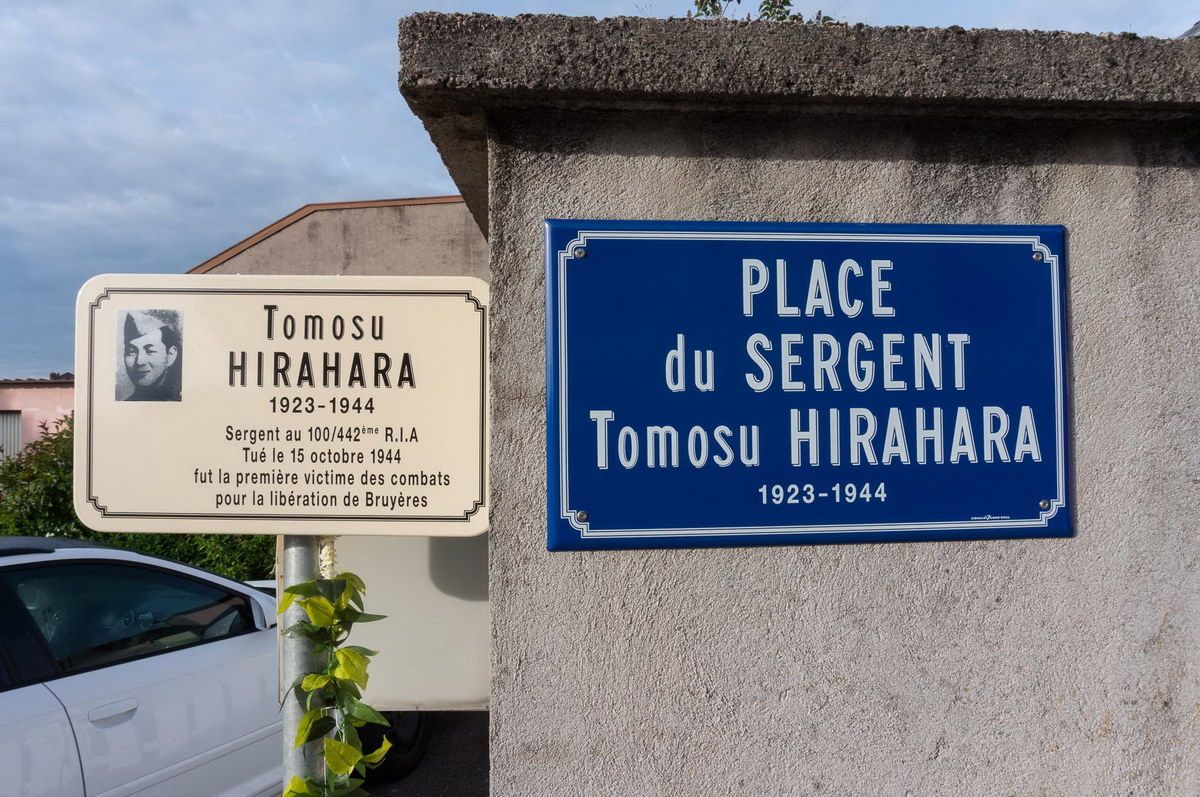 Tomosu
HIRAHARA
1923-1944
Sergent au 100/442ème R.I.A
Tué le 15 octobre 1944
fut la première victime des combats
pour la libération de Bruyères
PLACE
du SERGENT
Tomosu HIRAHARA
1923-1944